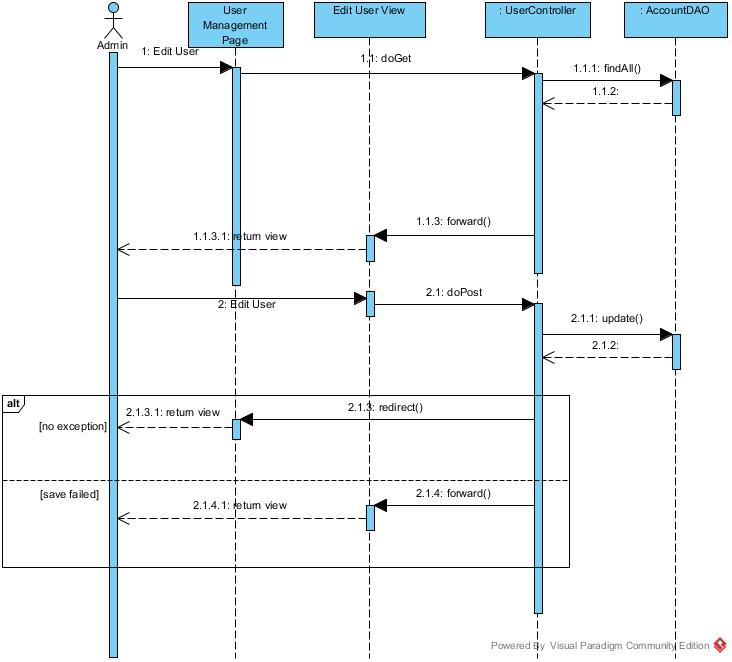 User
Management
Page
Edit User View
: UserController
: AccountDAO
Admin
1: Edit User
1.1: doGet
1.1.1: findAll()
1.1.2:
1.1.3: forward()
1.1.3.1: return view
2: Edit User
2.1: doPost
2.1.1: update()
2.1.2:
alt
2.1.3: redirect()
2.1.3.1: return view
[no exception]
[save failed]
2.1.4: forward()
2.1.4.1: return view
Powered By Visual Paradigm Community Edition